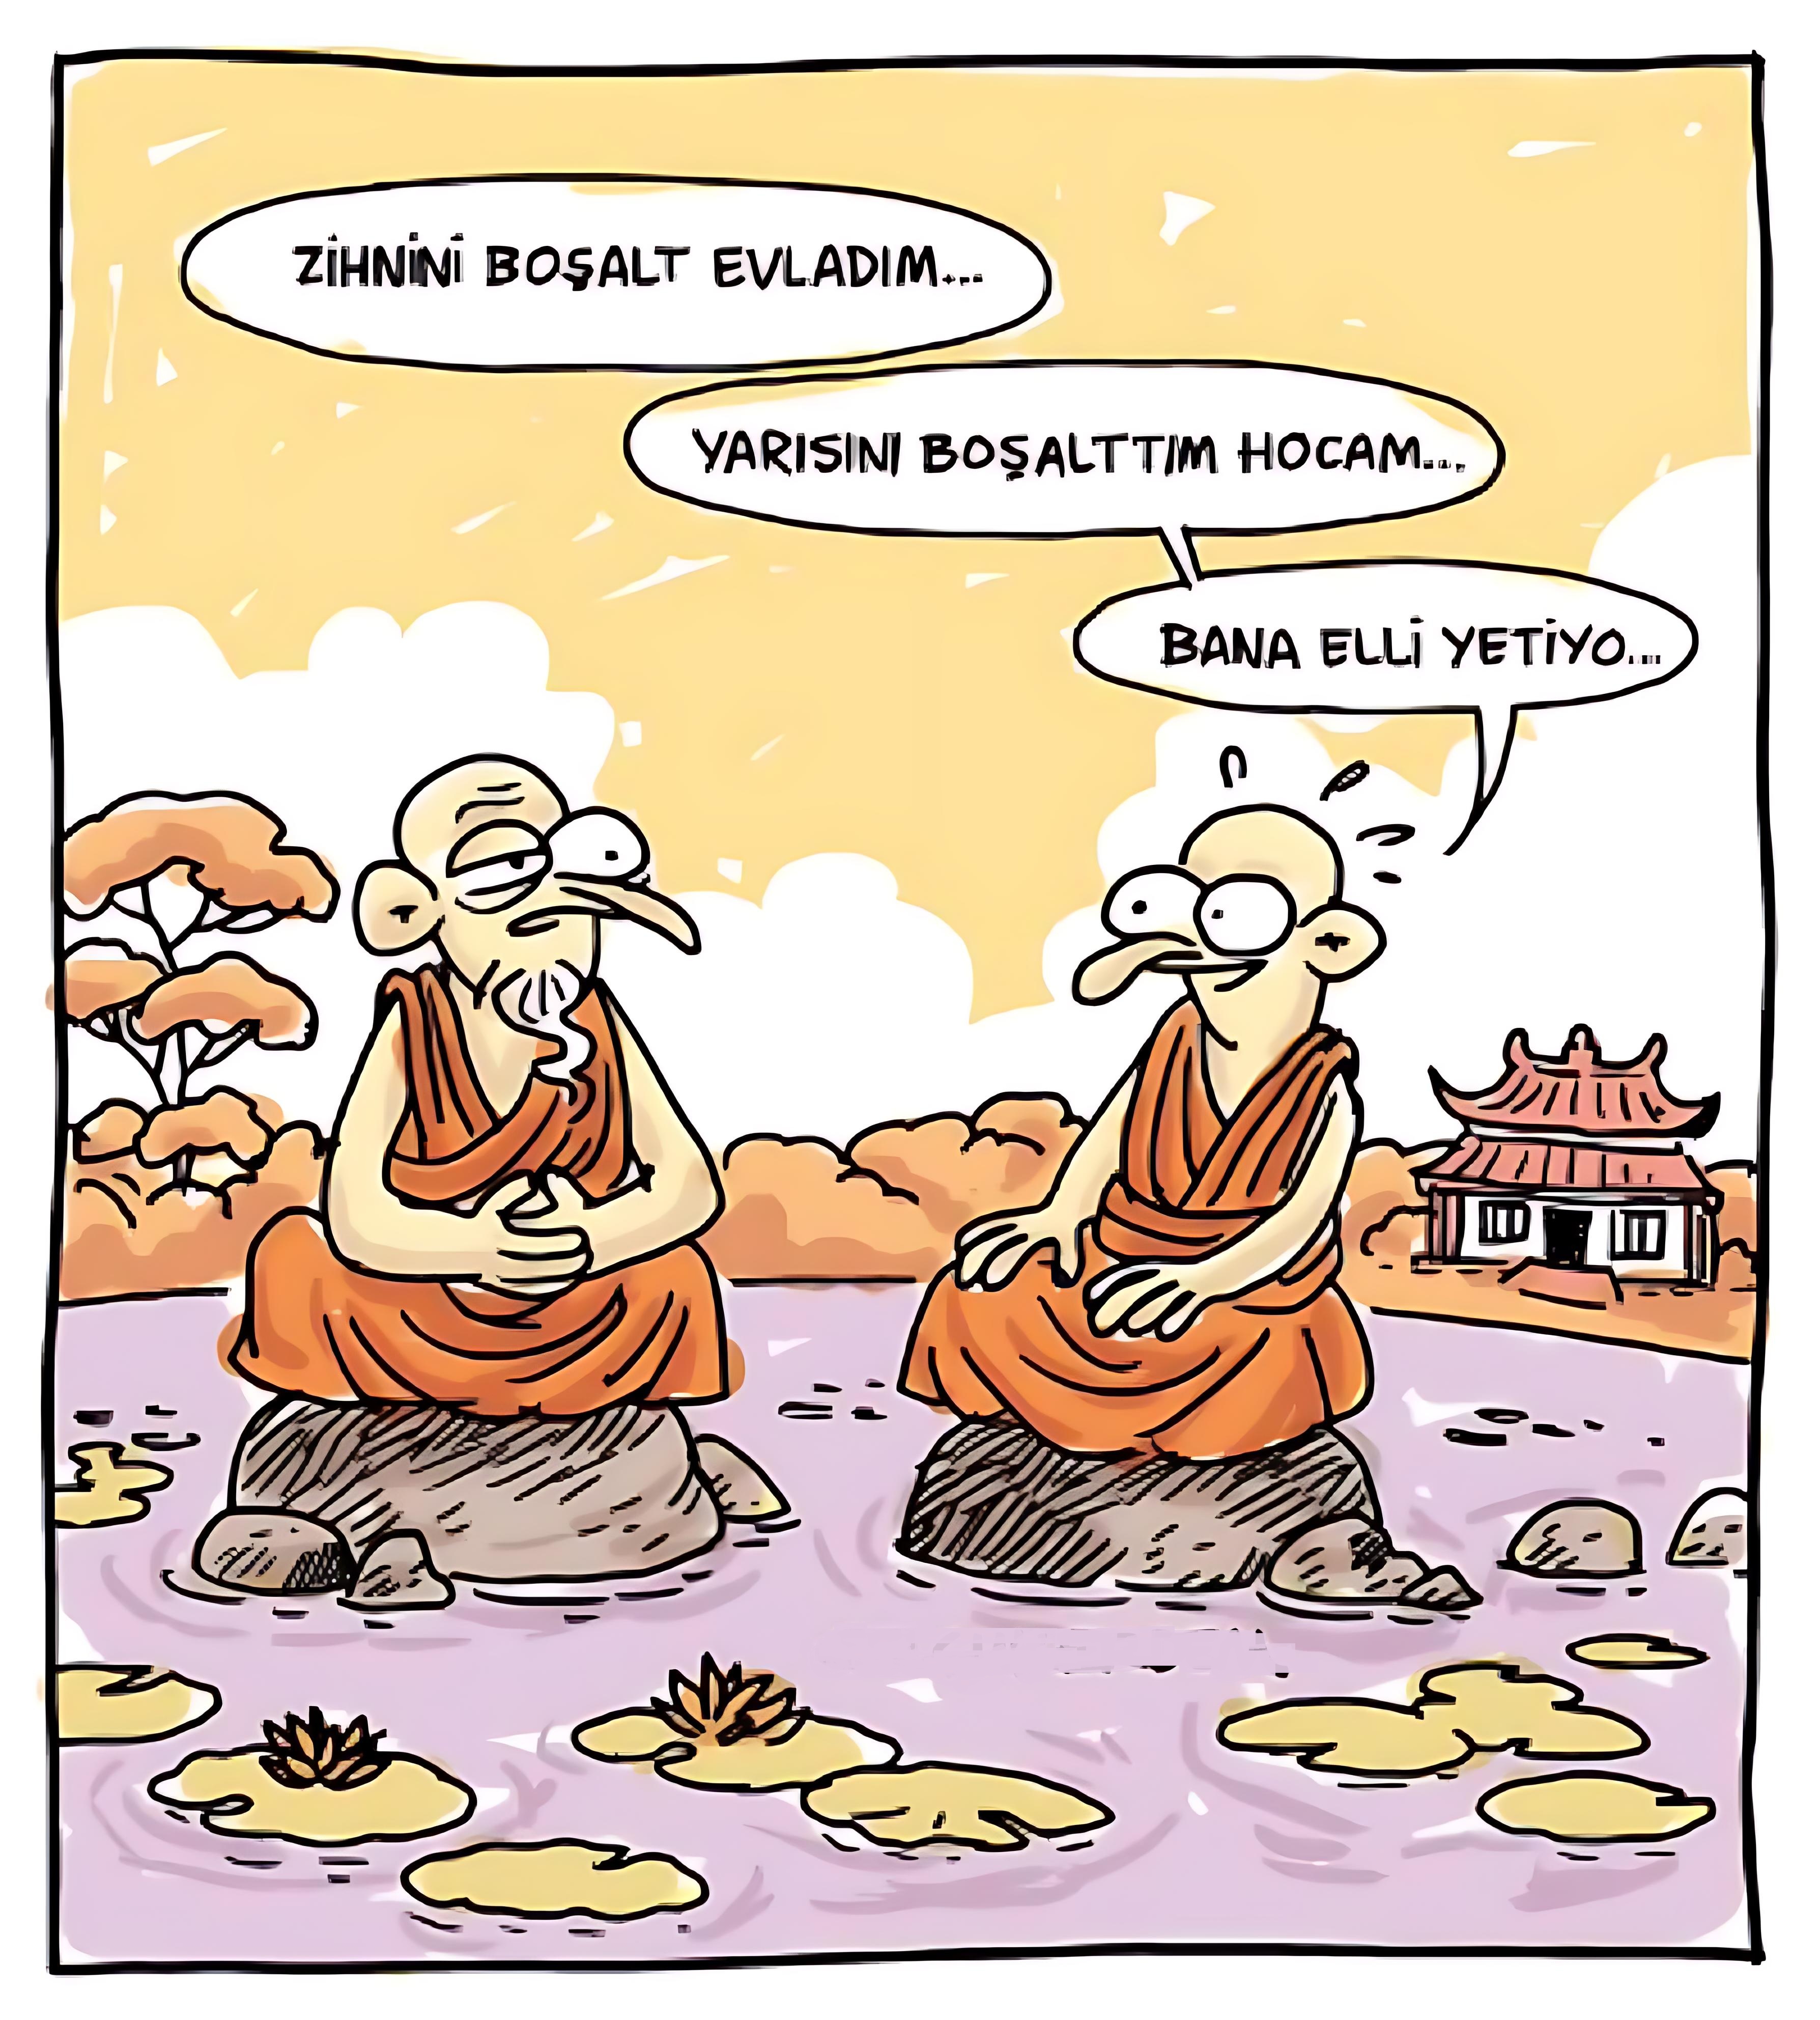 ZİHNİNİ BOŞALT EVLADIM...
YARISINI BOŞALTTIM HOCAM...
BANA ELLİ YETİYO...